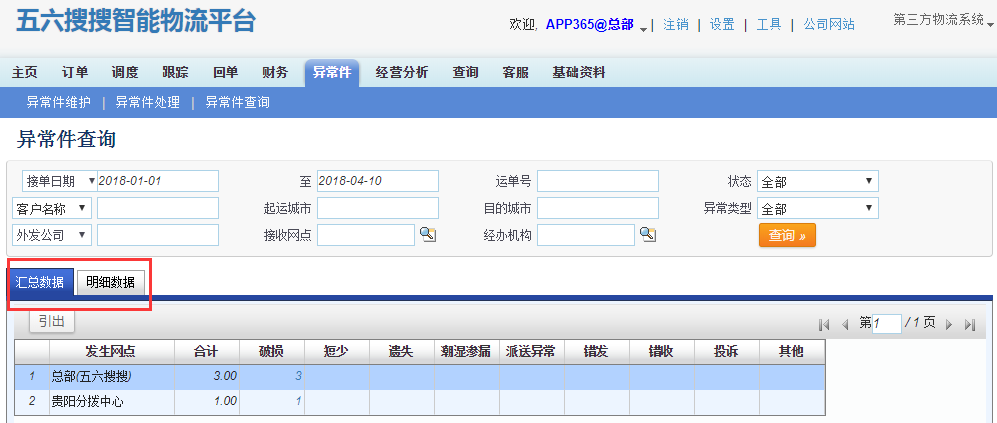 五六搜搜智能物流平台
欢迎, APP365@总部 | 注销 | 设置 | 工具 | 公司网站
第三方物流系统
主页 订单 调度 跟踪 回单 财务 异常件 经营分析 查询 客服 基础资料
异常件维护 | 异常件处理 | 异常件查询
异常件查询
接单日期 2018-01-01 至 2018-04-10 运单号 状态 全部
客户名称 起运城市 目的城市 异常类型 全部
外发公司 接收网点 经办机构 查询 »
汇总数据 明细数据
引出 第1 / 1 页
发生网点 合计 破损 短少 遗失 潮湿渗漏 派送异常 错发 错收 投诉 其他
1 总部(五六搜搜) 3.00 3
2 贵阳分拨中心 1.00 1